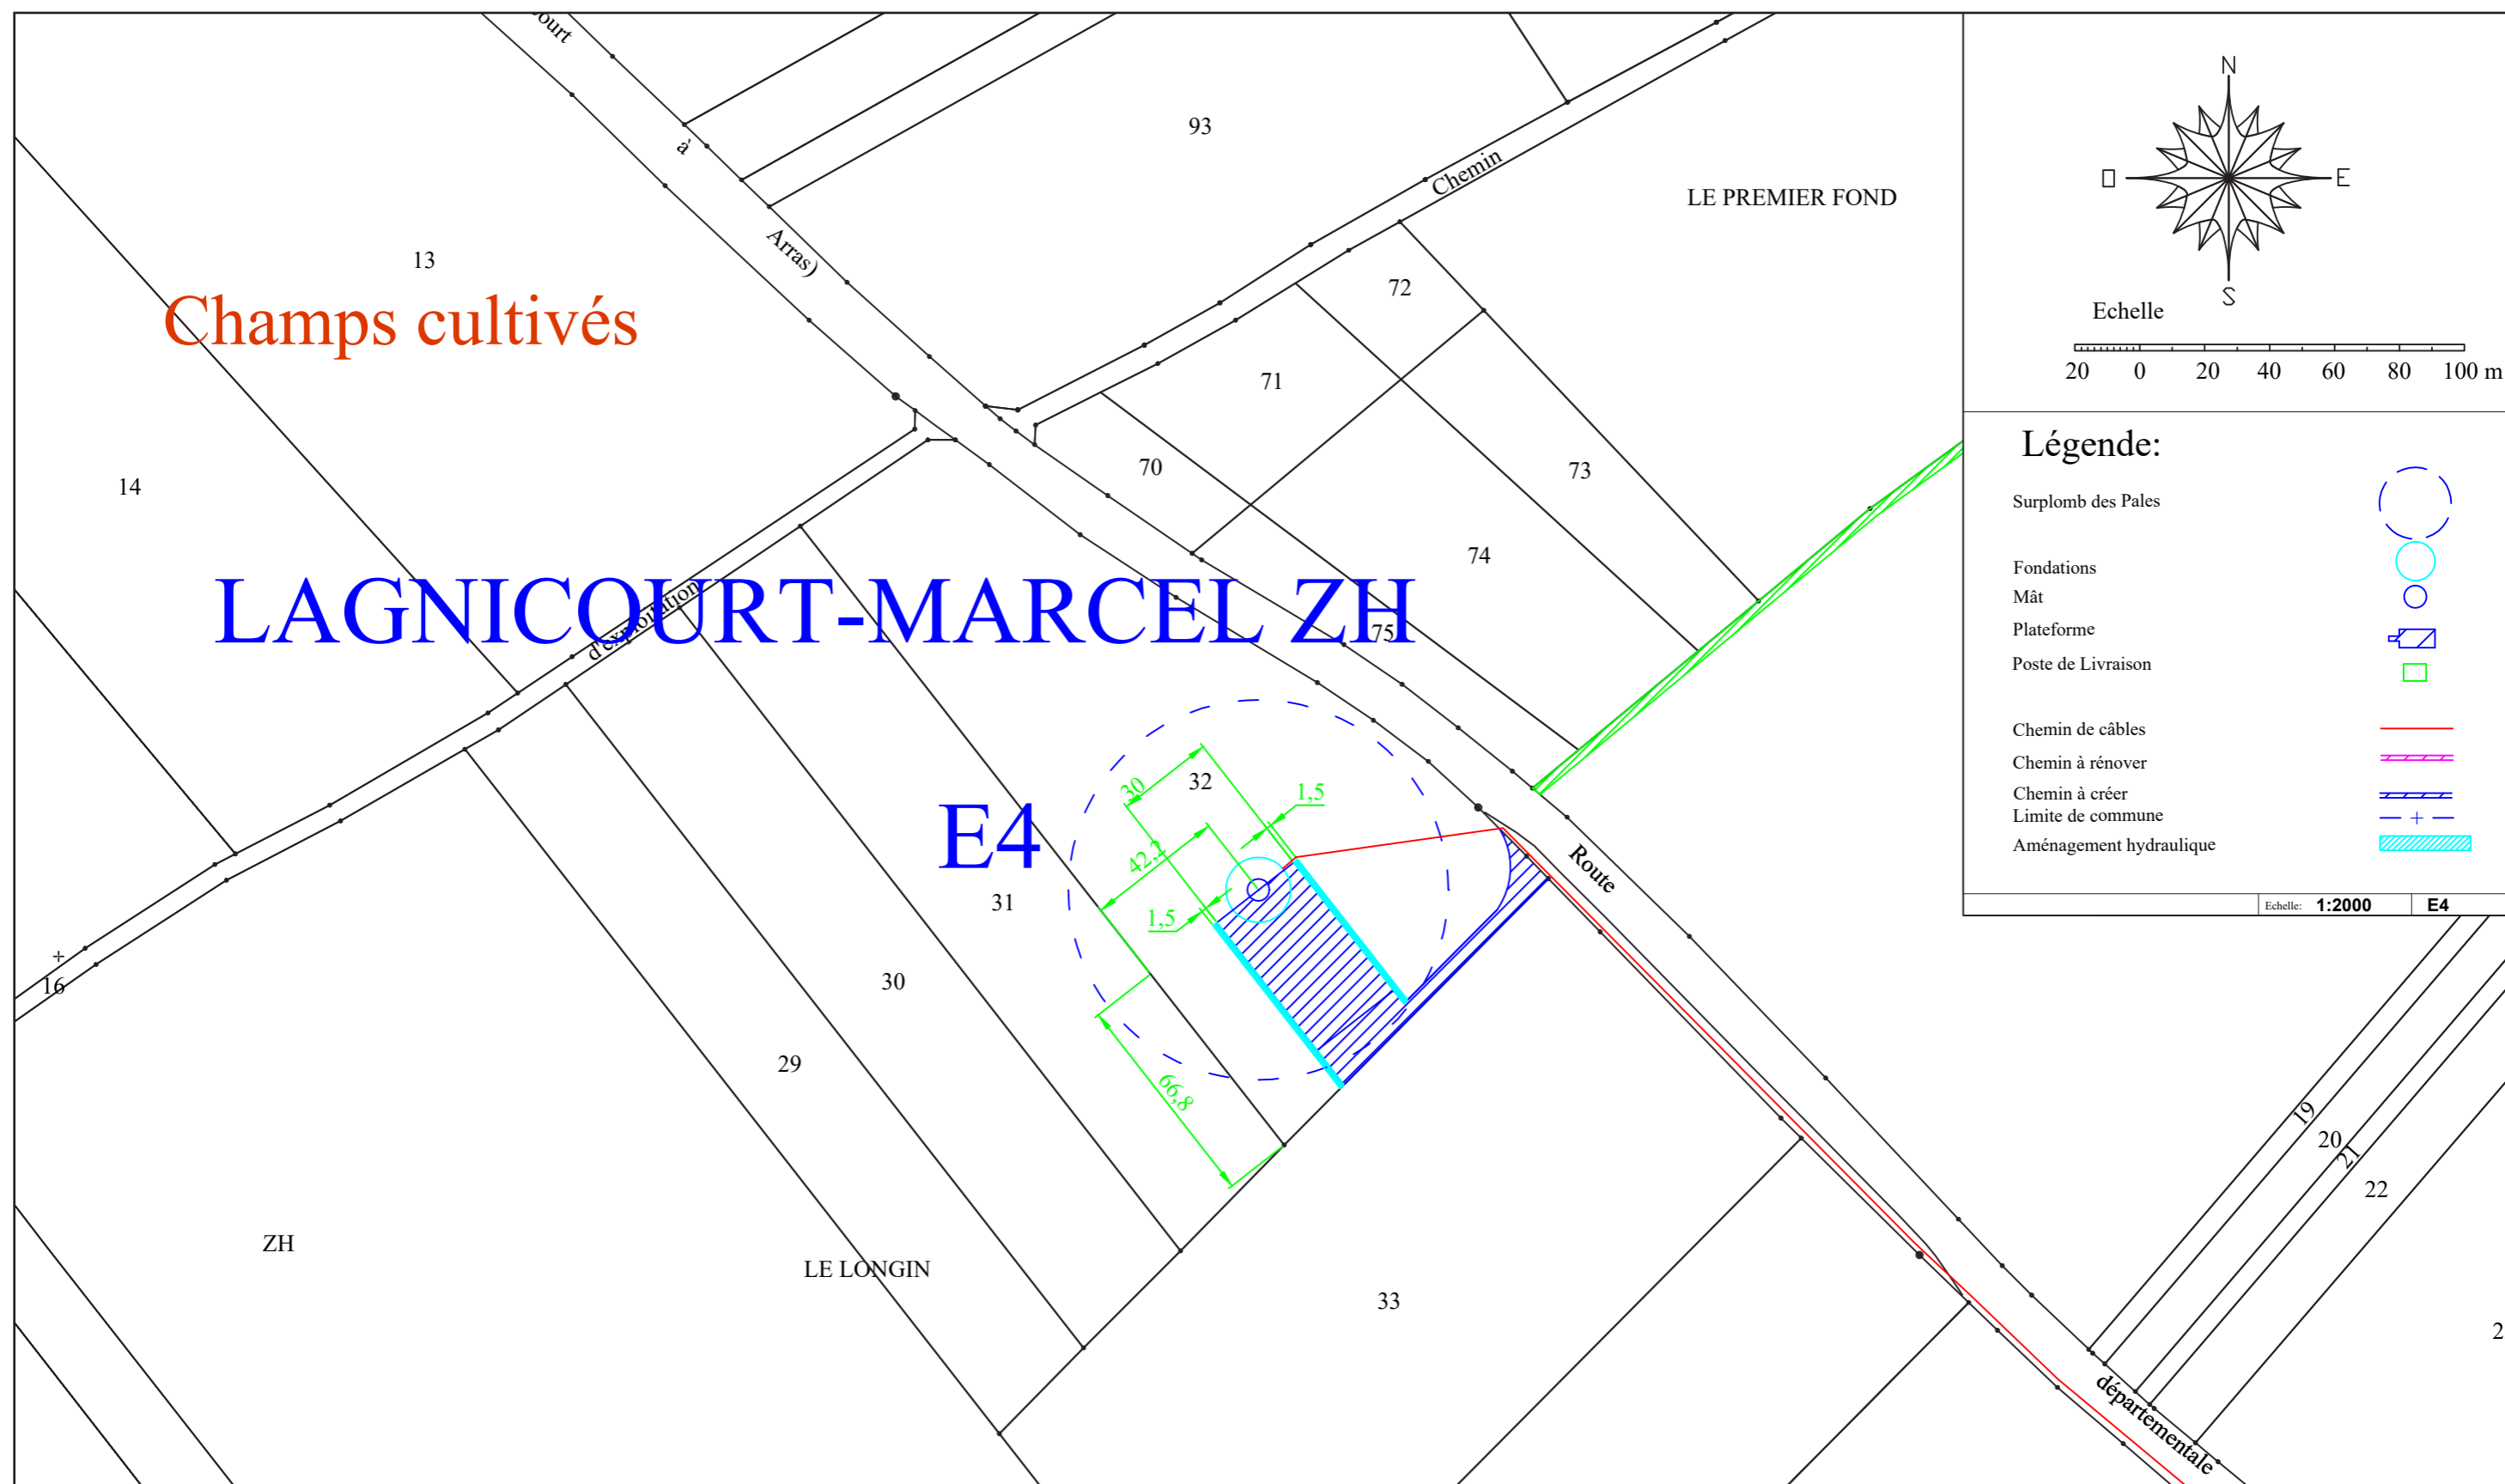 court
à
Arras)
93
Chemin
LE PREMIER FOND
13
Champs cultivés
72
71
14
70
73
74
LAGNICOURT-MARCEL ZH
d'exploitation
75
32
30
1,5
E4
42,2
1,5
31
Route
+
16
30
29
66,8
19
20
21
22
ZH
LE LONGIN
33
2
départementale
N
E
S
Echelle
20 0 20 40 60 80 100 m
Légende:
Surplomb des Pales
Fondations
Mât
Plateforme
Poste de Livraison
Chemin de câbles
Chemin à rénover
Chemin à créer
Limite de commune
Aménagement hydraulique
Echelle: 1:2000 E4